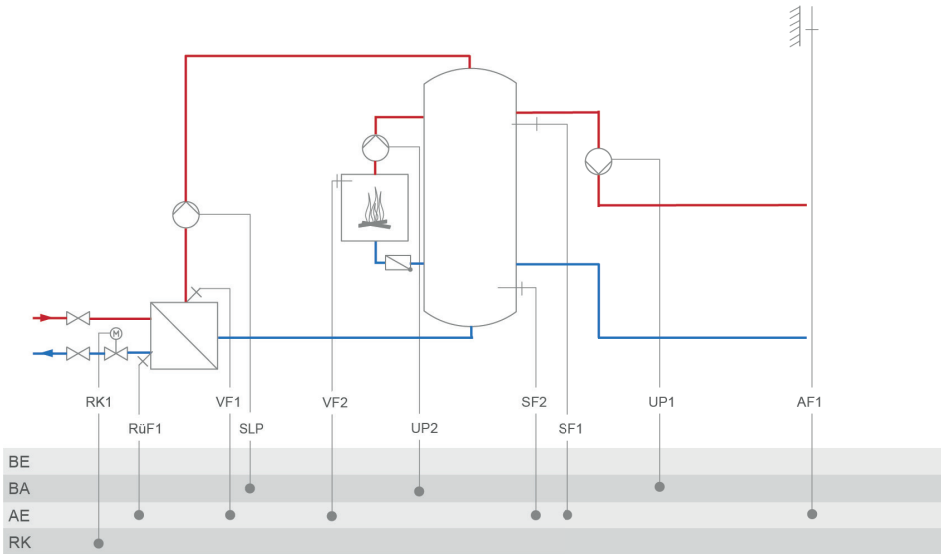 M
RK1
VF1
VF2
SF2
UP1
AF1
RüF1
SLP
UP2
SF1
BE
BA
AE
RK